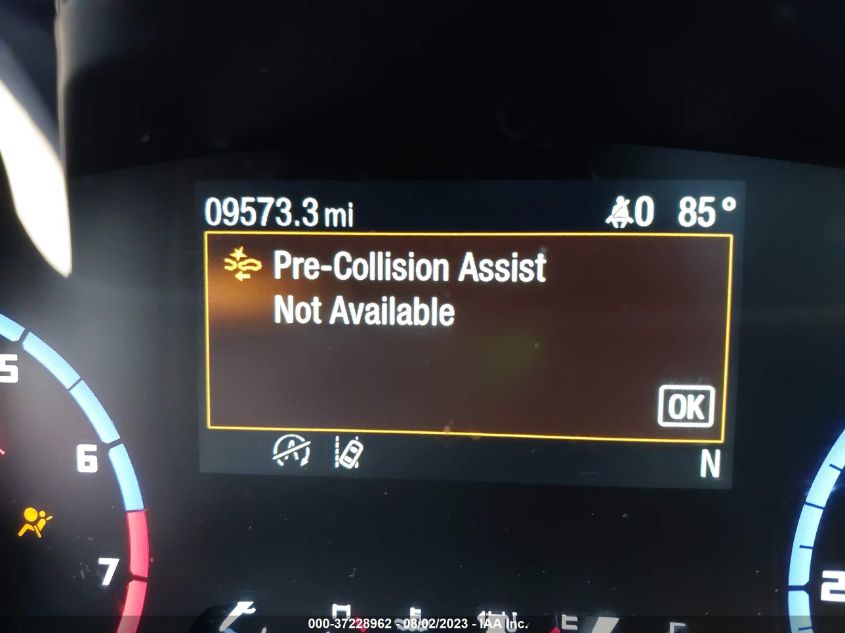 09573.3 mi
0 85°
Pre-Collision Assist
Not Available
OK
A
N
5
6
7
2
E
F
000-37228962 - 08/02/2023 - IAA Inc.